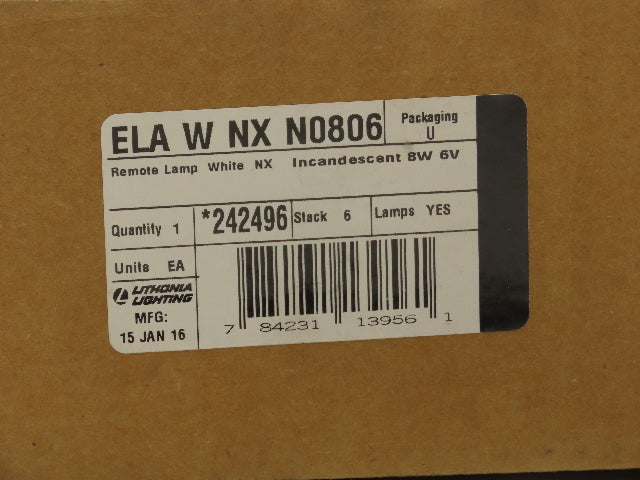 ELA W NX N0806
Packaging
U
Remote Lamp White NX Incandescent 8W 6V
Quantity 1
*242496
Stack 6
Lamps YES
Units EA
LITHONIA
LIGHTING
MFG:
15 JAN 16
7 84231 13956 1